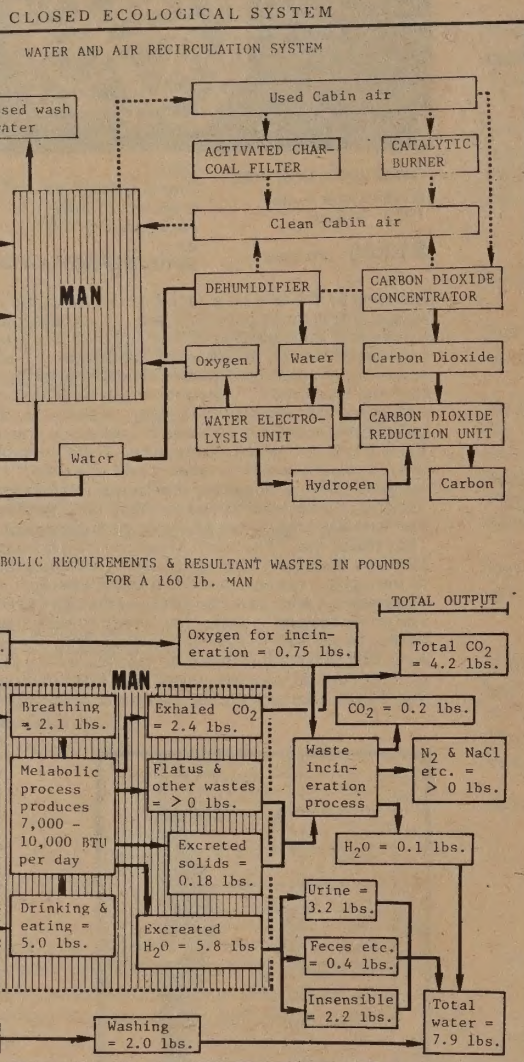 CLOSED ECOLOGICAL SYSTEM
WATER AND AIR RECIRCULATION SYSTEM
sed wash
ater
Used Cabin air
ACTIVATED CHAR-
COAL FILTER
CATALYTIC
BURNER
Clean Cabin air
MAN
DEHUMIDIFIER
CARBON DIOXIDE
CONCENTRATOR
Oxygen
Water
Carbon Dioxide
WATER ELECTRO-
LYSIS UNIT
CARBON DIOXIDE
REDUCTION UNIT
Water
Hydrogen
Carbon
BOLIC REQUIREMENTS & RESULTANT WASTES IN POUNDS
FOR A 160 lb. MAN
TOTAL OUTPUT
.
Oxygen for incin-
eration = 0.75 lbs.
Total CO₂
= 4.2 lbs.
MAN
Breathing
= 2.1 lbs.
Exhaled CO₂
= 2.4 lbs.
CO₂ = 0.2 lbs.
Melabolic
process
produces
7,000 -
10,000 BTU
per day
Flatus &
other wastes
= > 0 lbs.
Waste
incin-
eration
process
N₂ & NaCl
etc. =
> 0 lbs.
Excreted
solids =
0.18 lbs.
H₂O = 0.1 lbs.
Drinking &
eating =
5.0 lbs.
Excreated
H₂O = 5.8 lbs
Urine =
3.2 lbs.
Feces etc.
= 0.4 lbs.
Insensible
= 2.2 lbs.
Washing
= 2.0 lbs.
Total
water =
7.9 lbs.